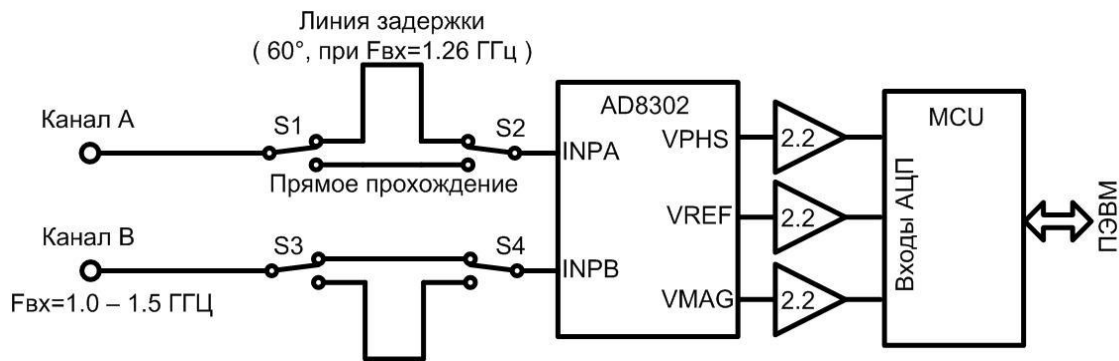 Линия задержки
( 60°, при Fвх=1.26 ГГц )
Канал A
S1
S2
Прямое прохождение
Канал B
S3
S4
Fвх=1.0 – 1.5 ГГЦ
AD8302
INPA
INPB
VPHS
VREF
VMAG
2.2
2.2
2.2
MCU
Входы АЦП
ПЭВМ